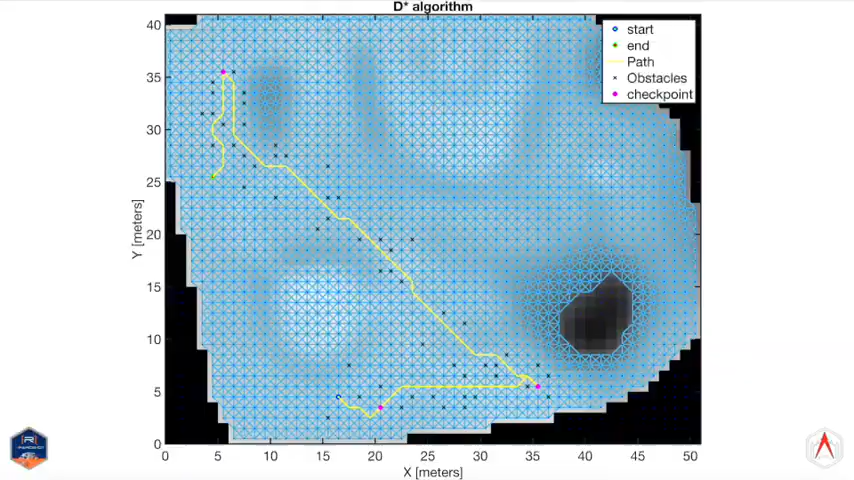 D* algorithm
start
end
Path
Obstacles
checkpoint
40
35
30
25
20
15
10
5
0
Y [meters]
0 5 10 15 20 25 30 35 40 45 50
X [meters]